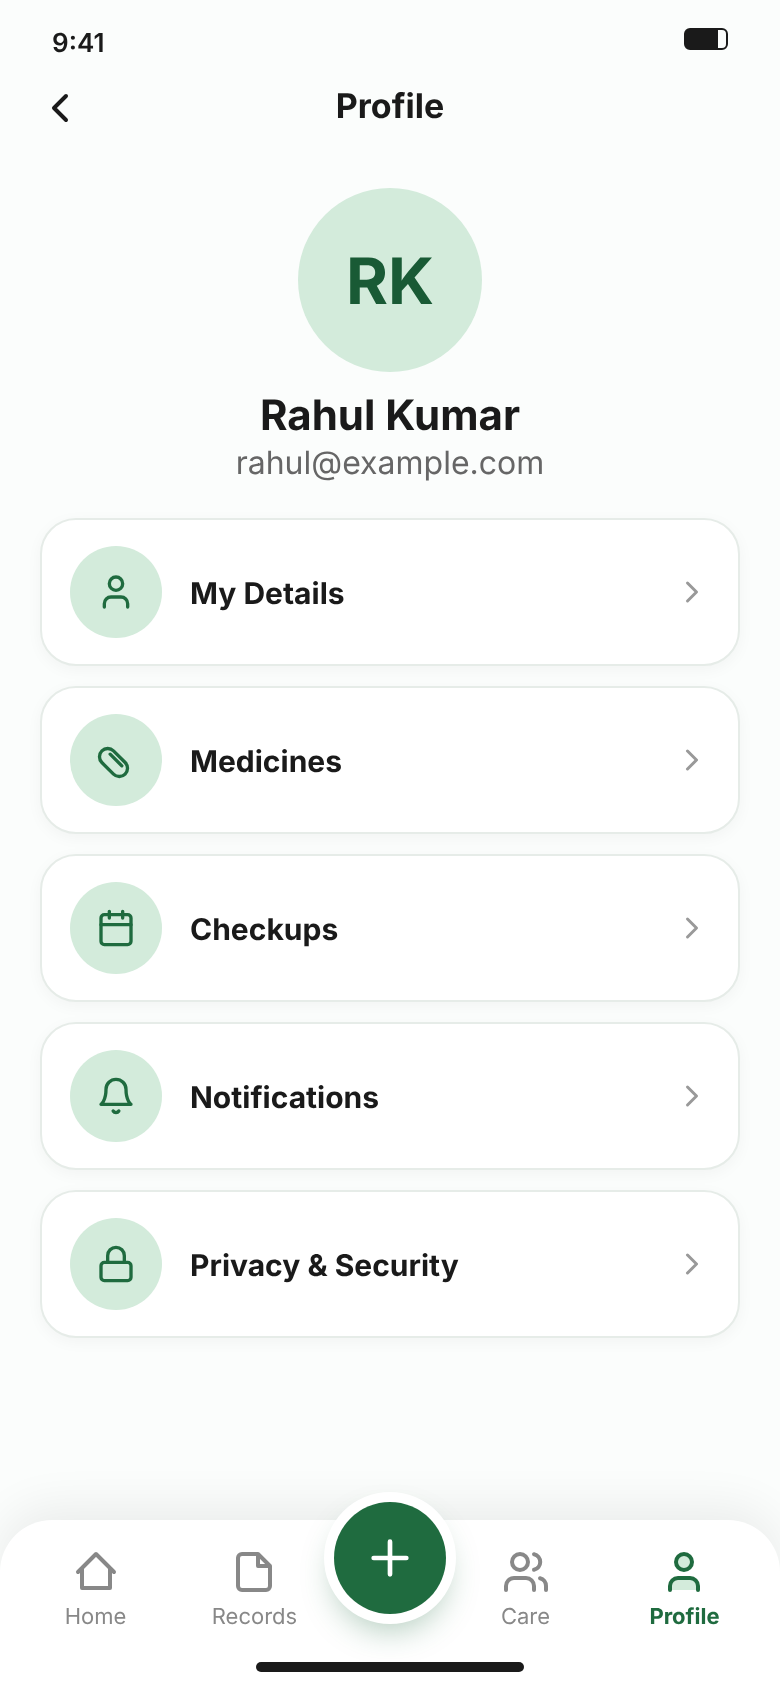 9:41
Profile
RK
Rahul Kumar
rahul@example.com
My Details
Medicines
Checkups
Notifications
Privacy & Security
Home
Records
Care
Profile